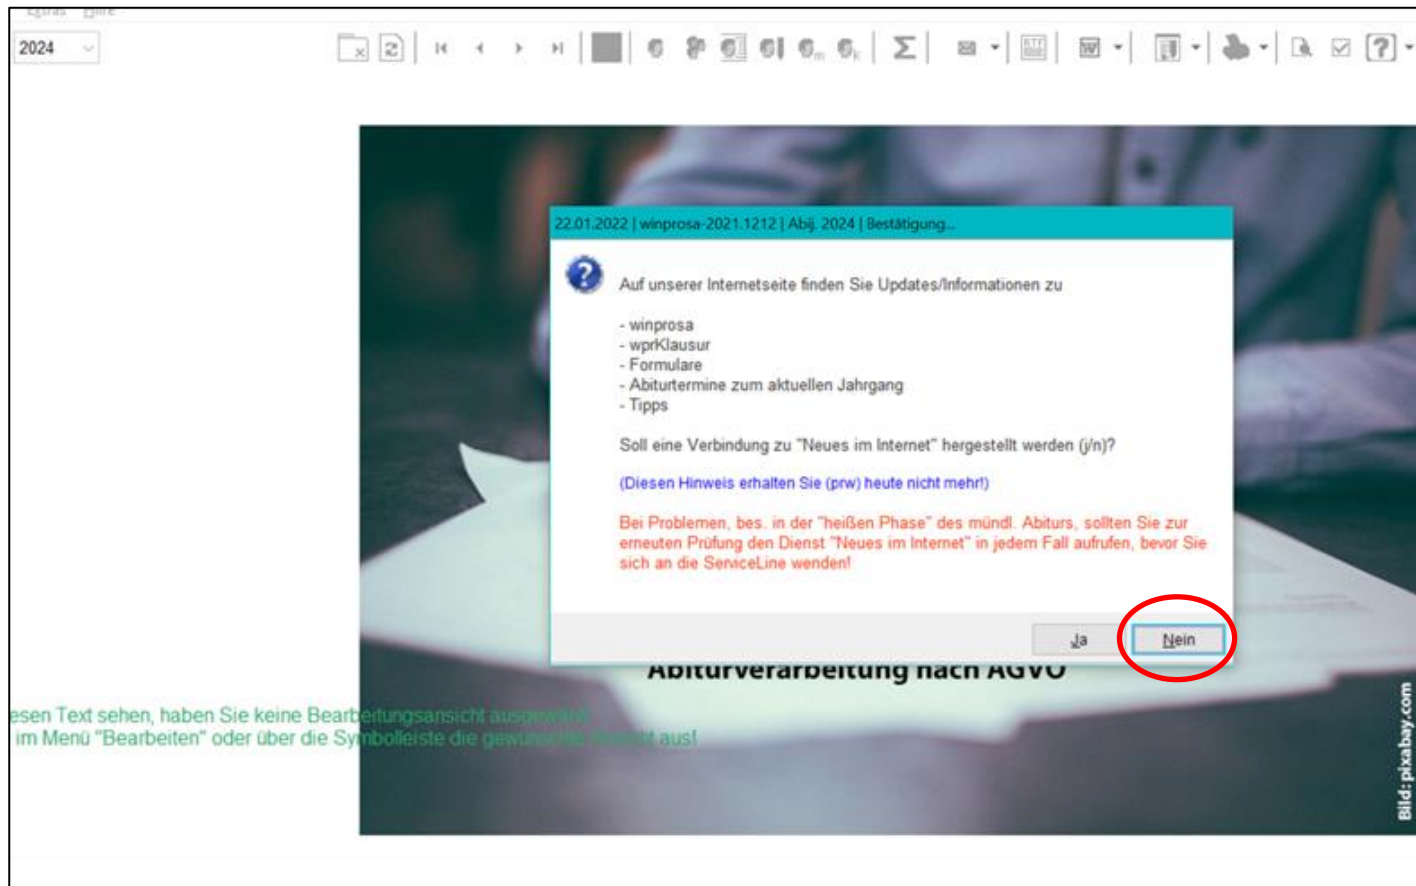 Extras Hilfe
2024
22.01.2022 | winprosa-2021.1212 | Abij. 2024 | Bestätigung...
Auf unserer Internetseite finden Sie Updates/Informationen zu
- winprosa
- wprKlausur
- Formulare
- Abiturtermine zum aktuellen Jahrgang
- Tipps
Soll eine Verbindung zu "Neues im Internet" hergestellt werden (j/n)?
(Diesen Hinweis erhalten Sie (prw) heute nicht mehr!)
Bei Problemen, bes. in der "heißen Phase" des mündl. Abiturs, sollten Sie zur
erneuten Prüfung den Dienst "Neues im Internet" in jedem Fall aufrufen, bevor Sie
sich an die ServiceLine wenden!
Ja Nein
Abiturverarbeitung nach AGVO
esen Text sehen, haben Sie keine Bearbeitungsansicht
im Menü "Bearbeiten" oder über die Symbolleiste die aus!
Bild: pixabay.com